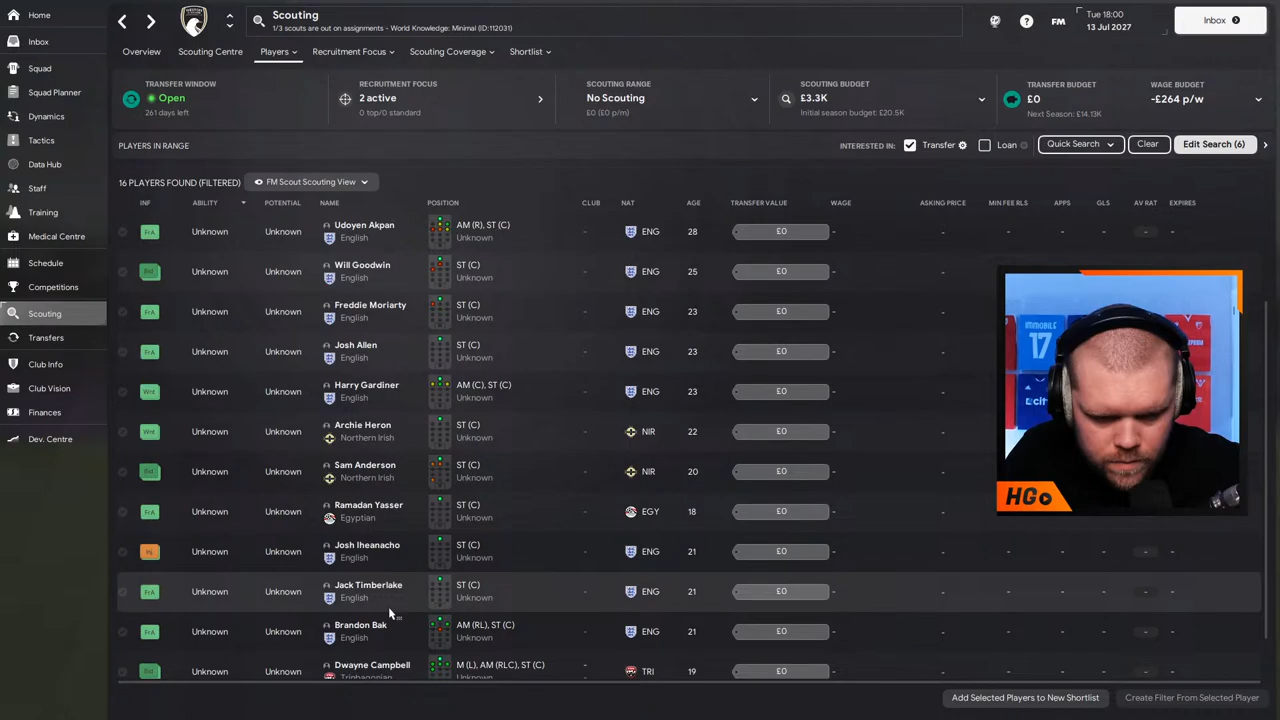 Home
Scouting
1/3 scouts are out on assignments - World Knowledge: Minimal (ID:112031)
FM
Tue 18:00
13 Jul 2027
Inbox
Inbox
Overview
Scouting Centre
Players
Recruitment Focus
Scouting Coverage
Shortlist
Squad
Squad Planner
Dynamics
Tactics
Data Hub
Staff
Training
Medical Centre
Schedule
Competitions
Scouting
Transfers
Club Info
Club Vision
Finances
Dev. Centre
TRANSFER WINDOW
Open
261 days left
RECRUITMENT FOCUS
2 active
0 top/0 standard
SCOUTING RANGE
No Scouting
£0 (£0 p/m)
SCOUTING BUDGET
£3.3K
Initial season budget: £20.5K
TRANSFER BUDGET
£0
Next Season: £14.13K
WAGE BUDGET
-£264 p/w
PLAYERS IN RANGE
INTERESTED IN:
Transfer
Loan
Quick Search
Clear
Edit Search (6)
16 PLAYERS FOUND (FILTERED)
FM Scout Scouting View
INF ABILITY POTENTIAL NAME POSITION CLUB NAT AGE TRANSFER VALUE WAGE ASKING PRICE MIN FEE RLS APPS GLS AV RAT EXPIRES
FrA Unknown Unknown Udoyen Akpan AM (R), ST (C) - ENG 28 £0 - - - - - - -
English Unknown
Bid Unknown Unknown Will Goodwin ST (C) - ENG 25 £0 -
English Unknown
FrA Unknown Unknown Freddie Moriarty ST (C) - ENG 23 £0 -
English Unknown
FrA Unknown Unknown Josh Allen ST (C) - ENG 23 £0 -
English Unknown
Wnt Unknown Unknown Harry Gardiner AM (C), ST (C) - ENG 23 £0 -
English Unknown
Wnt Unknown Unknown Archie Heron ST (C) - NIR 22 £0 -
Northern Irish Unknown
Bid Unknown Unknown Sam Anderson ST (C) - NIR 20 £0 -
Northern Irish Unknown
FrA Unknown Unknown Ramadan Yasser ST (C) - EGY 18 £0 -
Egyptian Unknown
Inj Unknown Unknown Josh Iheanacho ST (C) - ENG 21 £0 - - - - - - -
English Unknown
FrA Unknown Unknown Jack Timberlake ST (C) - ENG 21 £0 - - - - - - -
English Unknown
FrA Unknown Unknown Brandon Bak AM (RL), ST (C) - ENG 21 £0 - - - - - - -
English Unknown
Bid Unknown Unknown Dwayne Campbell M (L), AM (RLC), ST (C) - TRI 19 £0 - - - - - - -
Trinbagonian Unknown
IMMOBILE
17
HG
Add Selected Players to New Shortlist
Create Filter From Selected Player